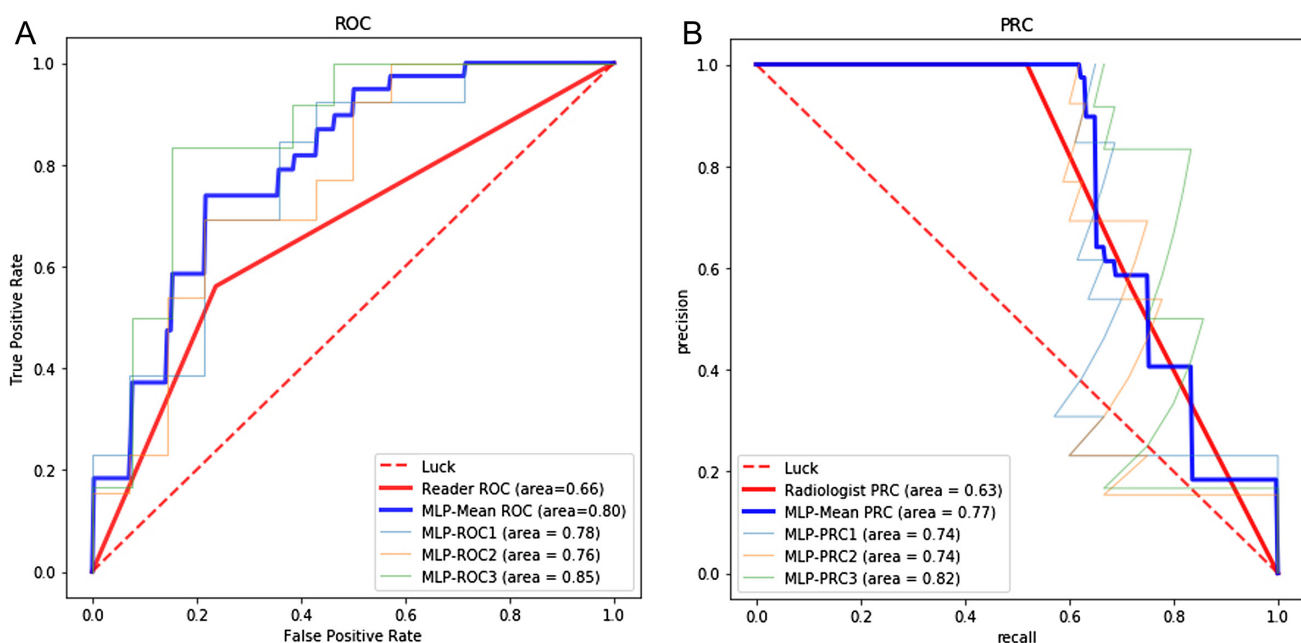 A
ROC
True Positive Rate
1.0
0.8
0.6
0.4
0.2
0.0
Luck
Reader ROC (area=0.66)
MLP-Mean ROC (area=0.80)
MLP-ROC1 (area = 0.78)
MLP-ROC2 (area = 0.76)
MLP-ROC3 (area = 0.85)
0.0 0.2 0.4 0.6 0.8 1.0
False Positive Rate
B
PRC
precision
1.0
0.8
0.6
0.4
0.2
0.0
Luck
Radiologist PRC (area = 0.63)
MLP-Mean PRC (area = 0.77)
MLP-PRC1 (area = 0.74)
MLP-PRC2 (area = 0.74)
MLP-PRC3 (area = 0.82)
0.0 0.2 0.4 0.6 0.8 1.0
recall